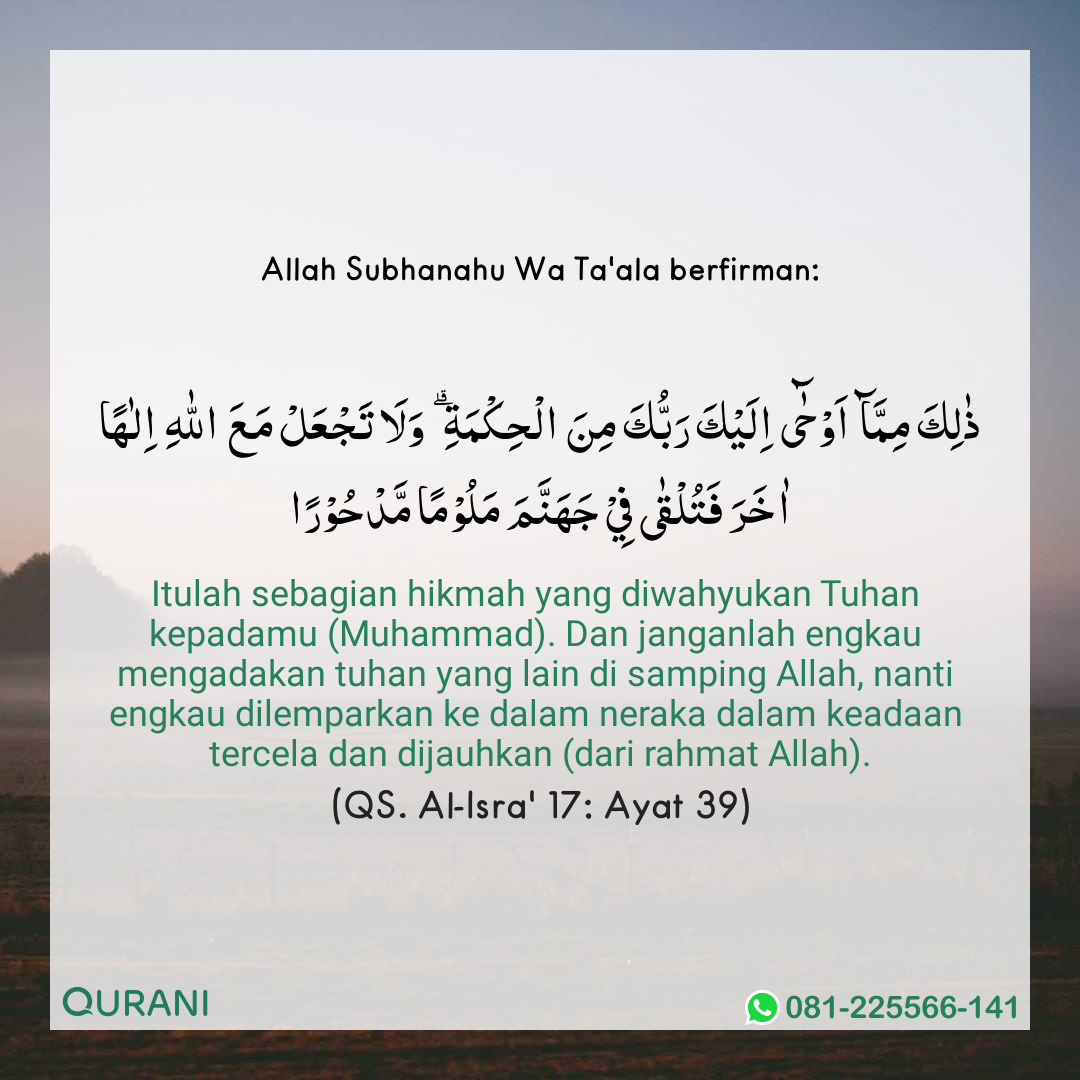 Allah Subhanahu Wa Ta'ala berfirman:
ذٰلِكَ مِمَّاۤ اَوْحٰۤى اِلَيْكَ رَبُّكَ مِنَ الْحِكْمَةِ ۗ وَلَا تَجْعَلْ مَعَ اللّٰهِ اِلٰهًا
اٰخَرَ فَتُلْقٰى فِيْ جَهَنَّمَ مَلُوْمًا مَّدْحُوْرًا
Itulah sebagian hikmah yang diwahyukan Tuhan
kepadamu (Muhammad). Dan janganlah engkau
mengadakan tuhan yang lain di samping Allah, nanti
engkau dilemparkan ke dalam neraka dalam keadaan
tercela dan dijauhkan (dari rahmat Allah).
(QS. Al-Isra' 17: Ayat 39)
QURANI
081-225566-141